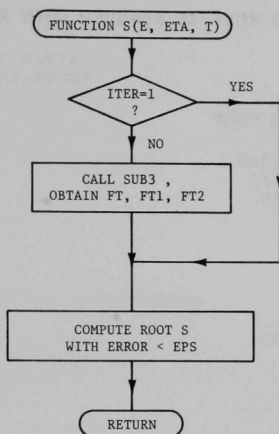 FUNCTION S(E, ETA, T)
ITER=1
?
YES
NO
CALL SUB3 ,
OBTAIN FT, FT1, FT2
COMPUTE ROOT S
WITH ERROR < EPS
RETURN